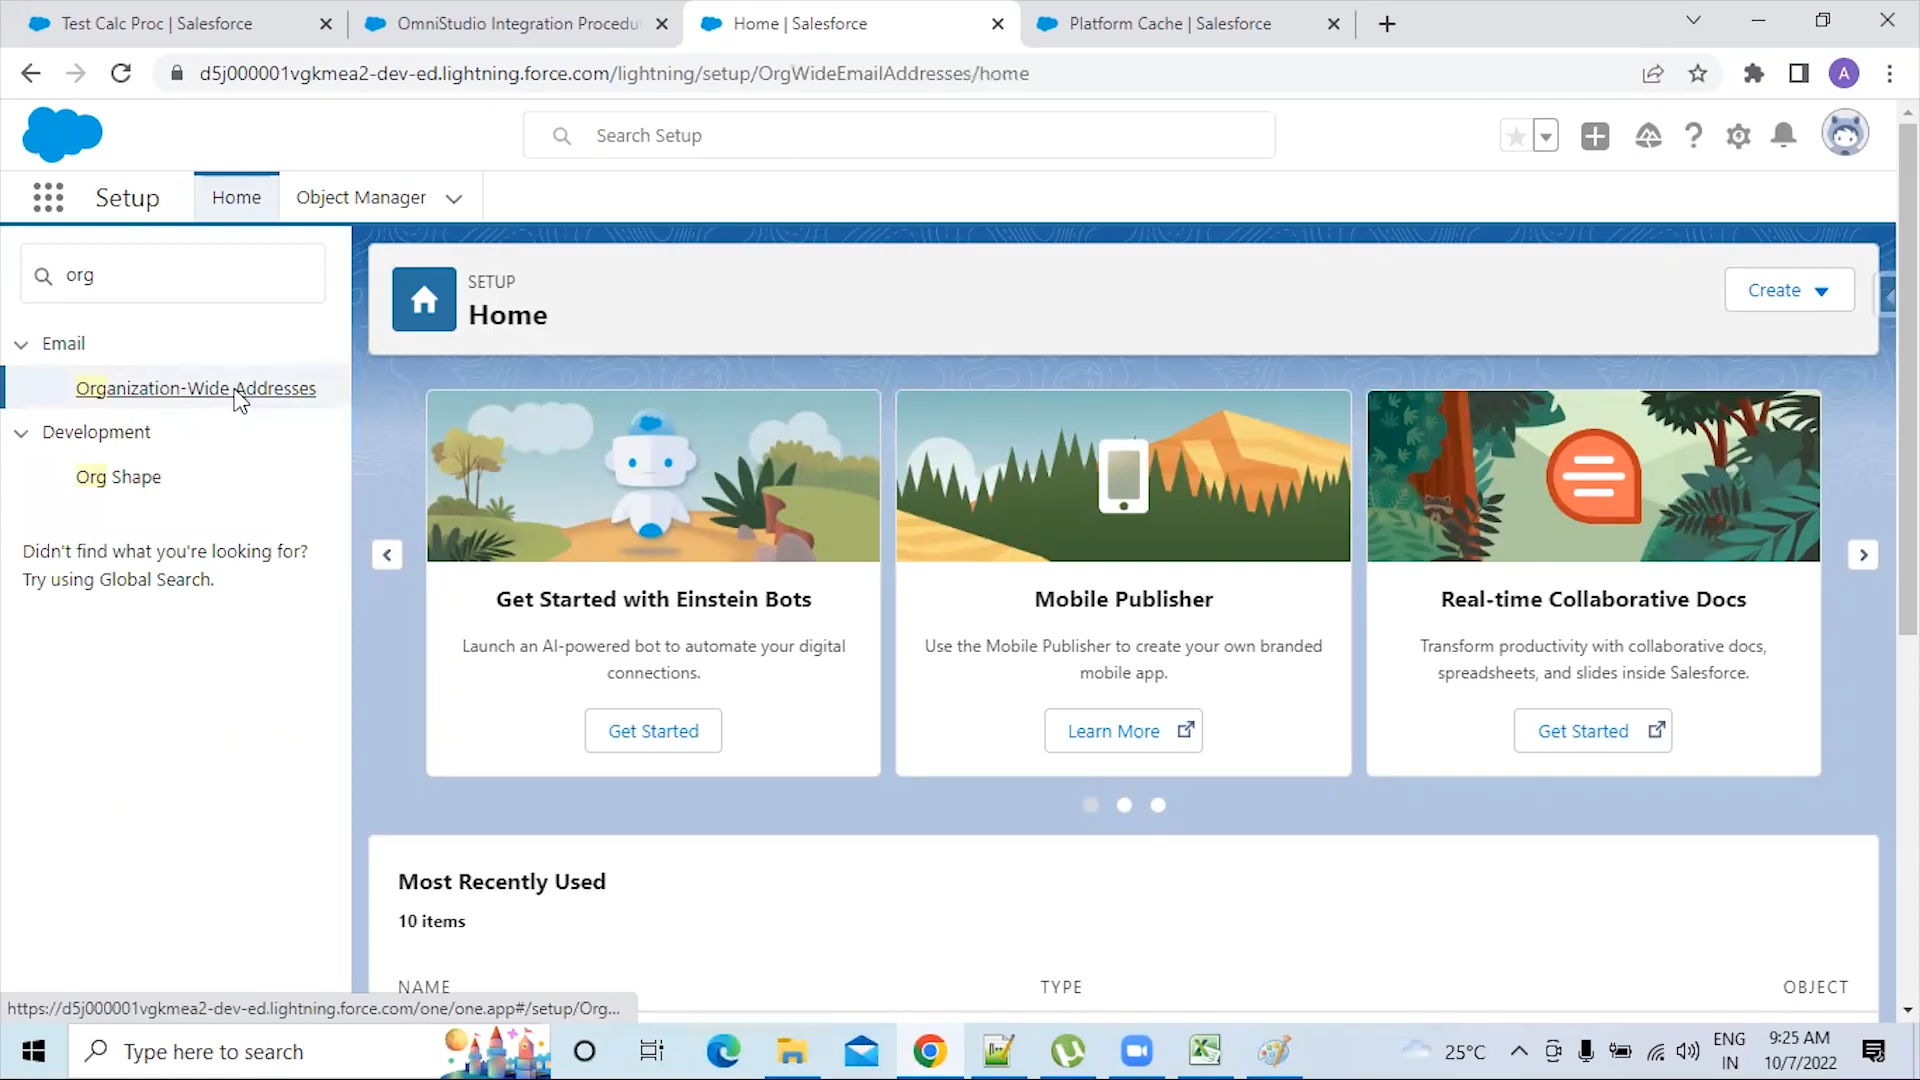 Test Calc Proc | Salesforce
OmniStudio Integration Procedu
Home | Salesforce
Platform Cache | Salesforce
d5j000001vgkmea2-dev-ed.lightning.force.com/lightning/setup/OrgWideEmailAddresses/home
A
Search Setup
Setup
Home
Object Manager
org
Email
Organization-Wide Addresses
Development
Org Shape
Didn't find what you're looking for?
Try using Global Search.
SETUP
Home
Create
Get Started with Einstein Bots
Launch an AI-powered bot to automate your digital
connections.
Get Started
Mobile Publisher
Use the Mobile Publisher to create your own branded
mobile app.
Learn More
Real-time Collaborative Docs
Transform productivity with collaborative docs,
spreadsheets, and slides inside Salesforce.
Get Started
Most Recently Used
10 items
NAME
TYPE
OBJECT
https://d5j000001vgkmea2-dev-ed.lightning.force.com/one/one.app#/setup/Org...
Type here to search
25°C
ENG
IN
9:25 AM
10/7/2022